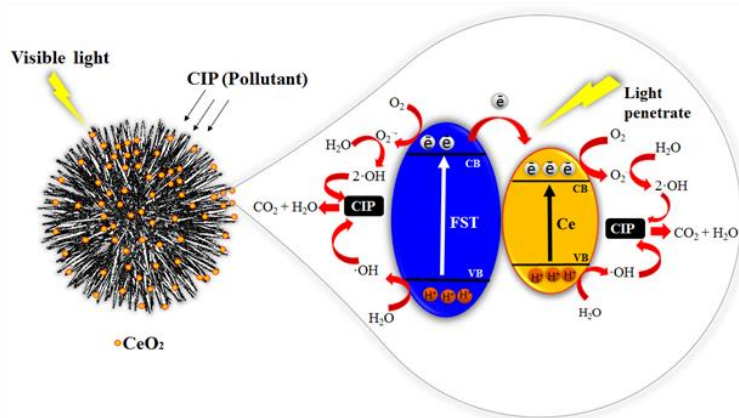 Visible light
CIP (Pollutant)
CeO₂
ē
Light
penetrate
O₂
H₂O
O₂·⁻
2·OH
CIP
CO₂ + H₂O
·OH
H₂O
ē ē
CB
FST
VB
H⁺ H⁺ H⁺
ē ē ē
CB
Ce
VB
H⁺ H⁺ H⁺
O₂
O₂
H₂O
2·OH
CIP
CO₂ + H₂O
·OH
H₂O